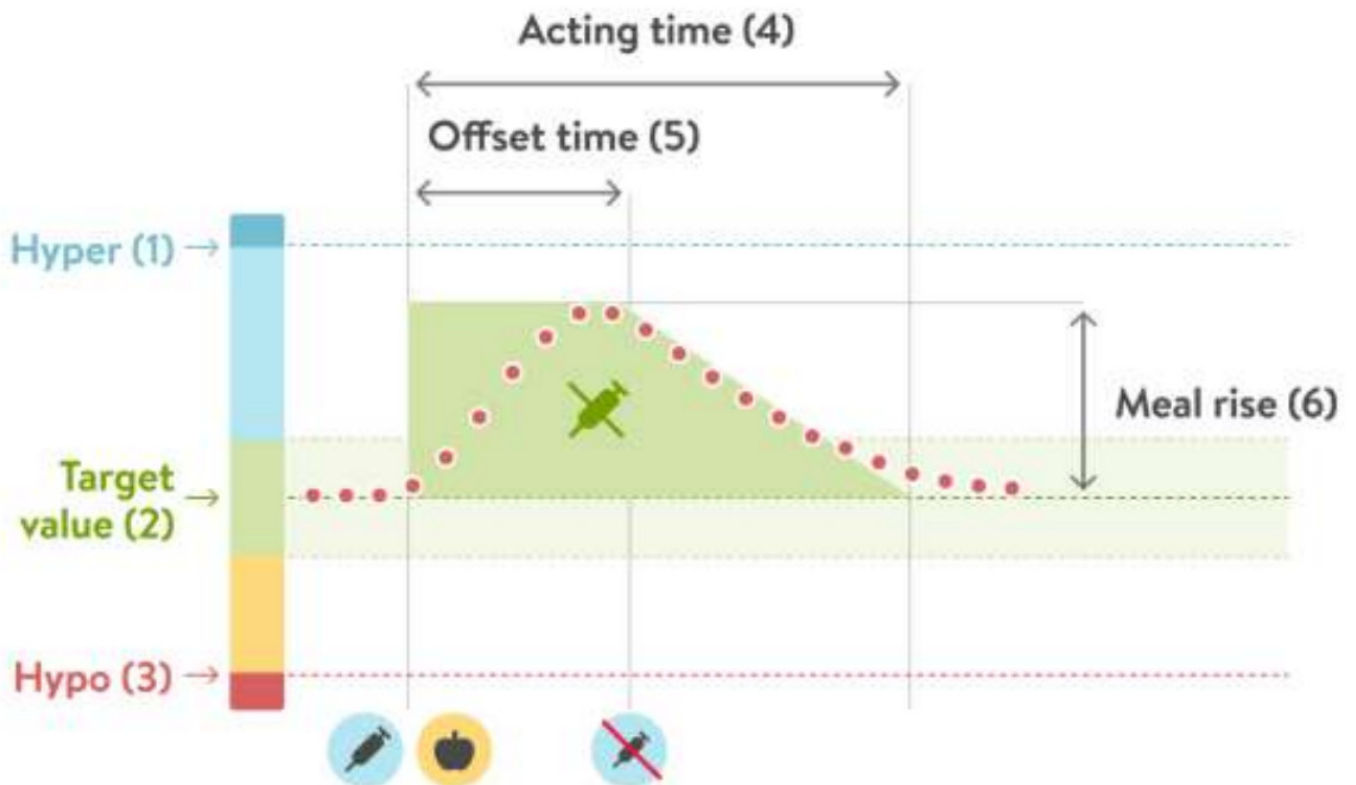 Acting time (4)
Offset time (5)
Hyper (1) →
Meal rise (6)
Target
value (2) →
Hypo (3) →